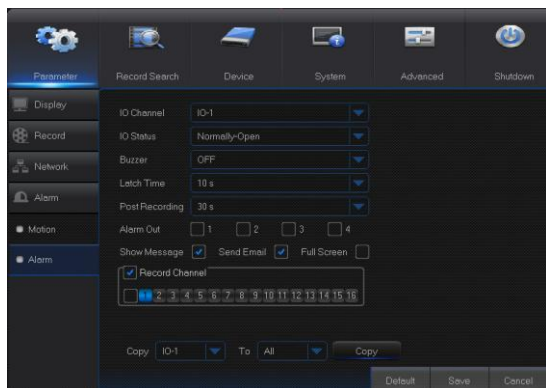 Parameter Record Search Device System Advanced Shutdown
Display
Record
Network
Alarm
Motion
Alarm
IO Channel IO-1
IO Status Normally-Open
Buzzer OFF
Latch Time 10 s
Post Recording 30 s
Alarm Out 1 2 3 4
Show Message Send Email Full Screen
Record Channel
2 3 4 5 6 7 8 9 10 11 12 13 14 15 16
Copy IO-1 To All Copy
Default Save Cancel